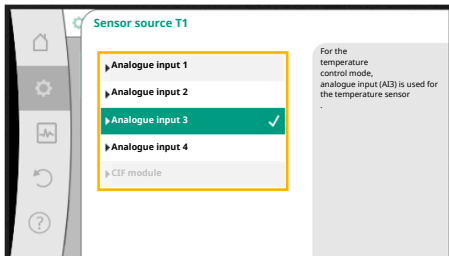 Sensor source T1
Analogue input 1
Analogue input 2
Analogue input 3
Analogue input 4
CIF module
For the
temperature
control mode,
analogue input (AI3) is used for
the temperature sensor
.